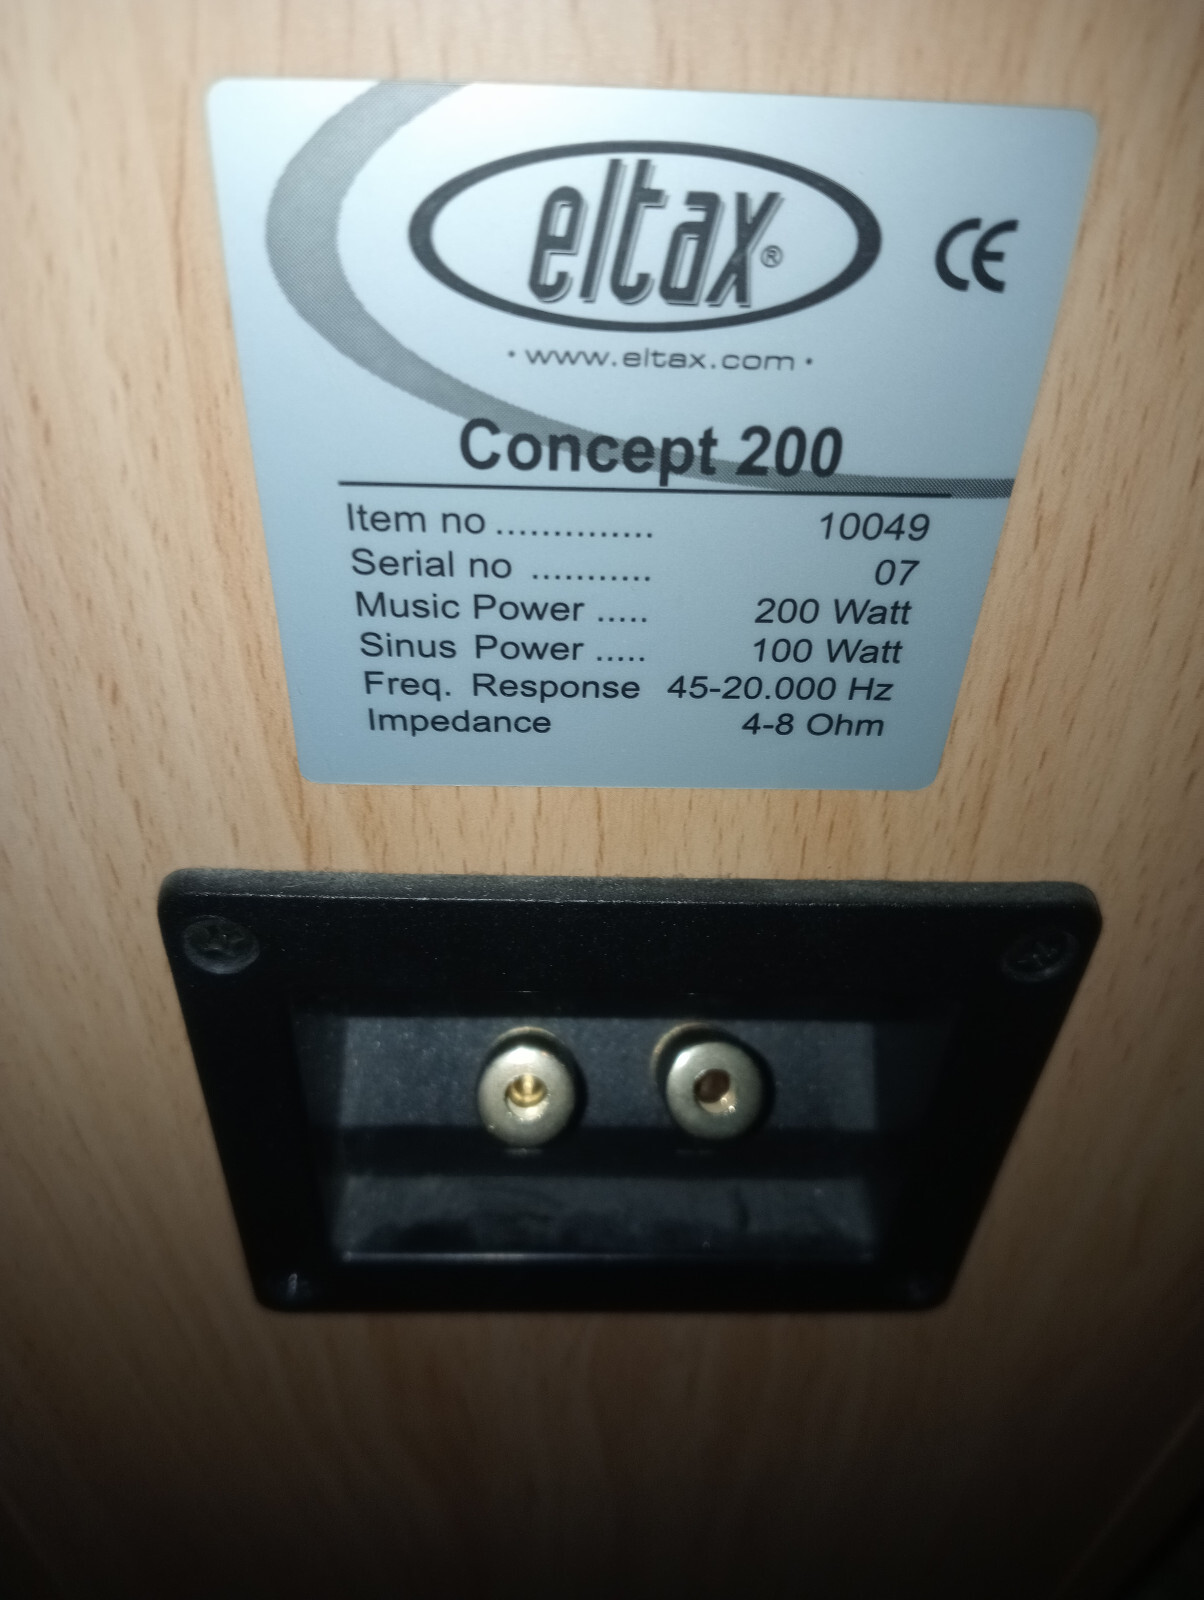 eltax®
CE
• www.eltax.com •
Concept 200
Item no .............. 10049
Serial no ........... 07
Music Power ..... 200 Watt
Sinus Power ..... 100 Watt
Freq. Response 45-20.000 Hz
Impedance 4-8 Ohm